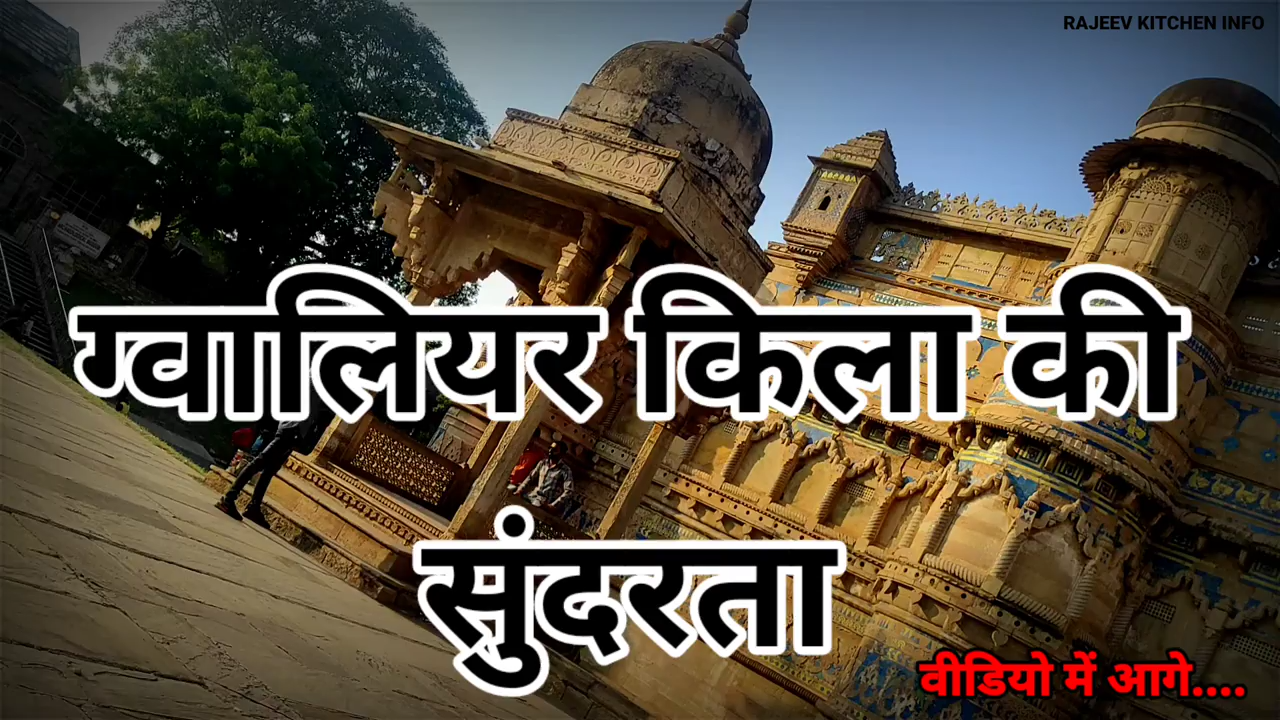 RAJEEV KITCHEN INFO
ग्वालियर किला की
सुंदरता
वीडियो में आगे....